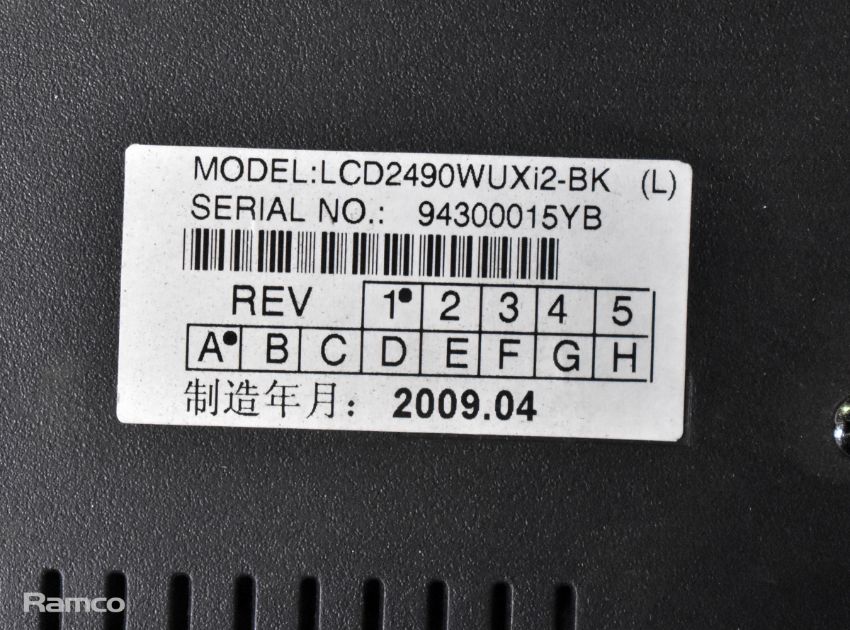 MODEL:LCD2490WUXi2-BK (L)
SERIAL NO.: 94300015YB
REV 1 2 3 4 5
A B C D E F G H
制造年月: 2009.04
Ramco